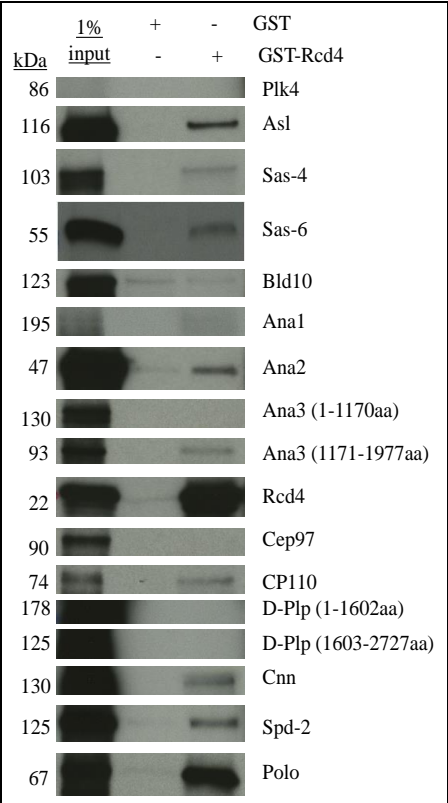 1% + - GST
kDa input - + GST-Rcd4
86 Plk4
116 Asl
103 Sas-4
55 Sas-6
123 Bld10
195 Ana1
47 Ana2
130 Ana3 (1-1170aa)
93 Ana3 (1171-1977aa)
22 Rcd4
90 Cep97
74 CP110
178 D-Plp (1-1602aa)
125 D-Plp (1603-2727aa)
130 Cnn
125 Spd-2
67 Polo